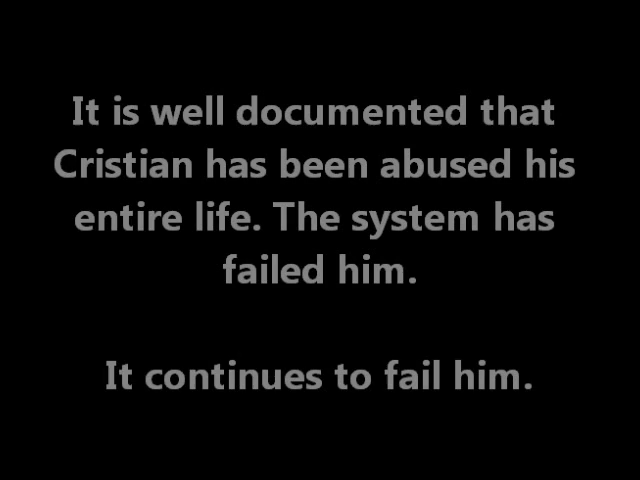 It is well documented that
Cristian has been abused his
entire life. The system has
failed him.
It continues to fail him.